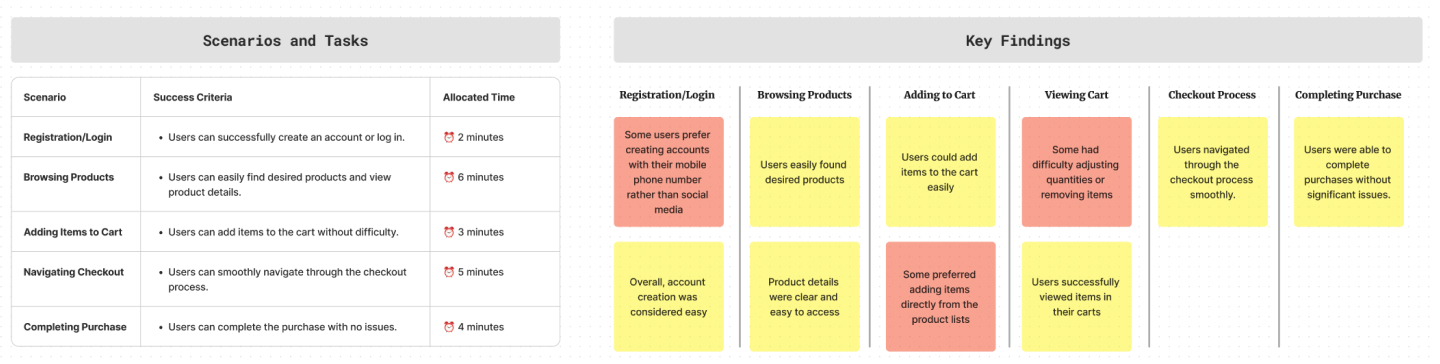 Scenarios and Tasks
Scenario
Success Criteria
Allocated Time
Registration/Login
• Users can successfully create an account or log in.
⏰ 2 minutes
Browsing Products
• Users can easily find desired products and view
product details.
⏰ 6 minutes
Adding Items to Cart
• Users can add items to the cart without difficulty.
⏰ 3 minutes
Navigating Checkout
• Users can smoothly navigate through the checkout
process.
⏰ 5 minutes
Completing Purchase
• Users can complete the purchase with no issues.
⏰ 4 minutes
Key Findings
Registration/Login
Some users prefer
creating accounts
with their mobile
phone number
rather than social
media
Overall, account
creation was
considered easy
Browsing Products
Users easily found
desired products
Product details
were clear and
easy to access
Adding to Cart
Users could add
items to the cart
easily
Some preferred
adding items
directly from the
product lists
Viewing Cart
Some had
difficulty adjusting
quantities or
removing items
Users successfully
viewed items in
their carts
Checkout Process
Users navigated
through the
checkout process
smoothly.
Completing Purchase
Users were able to
complete
purchases without
significant issues.